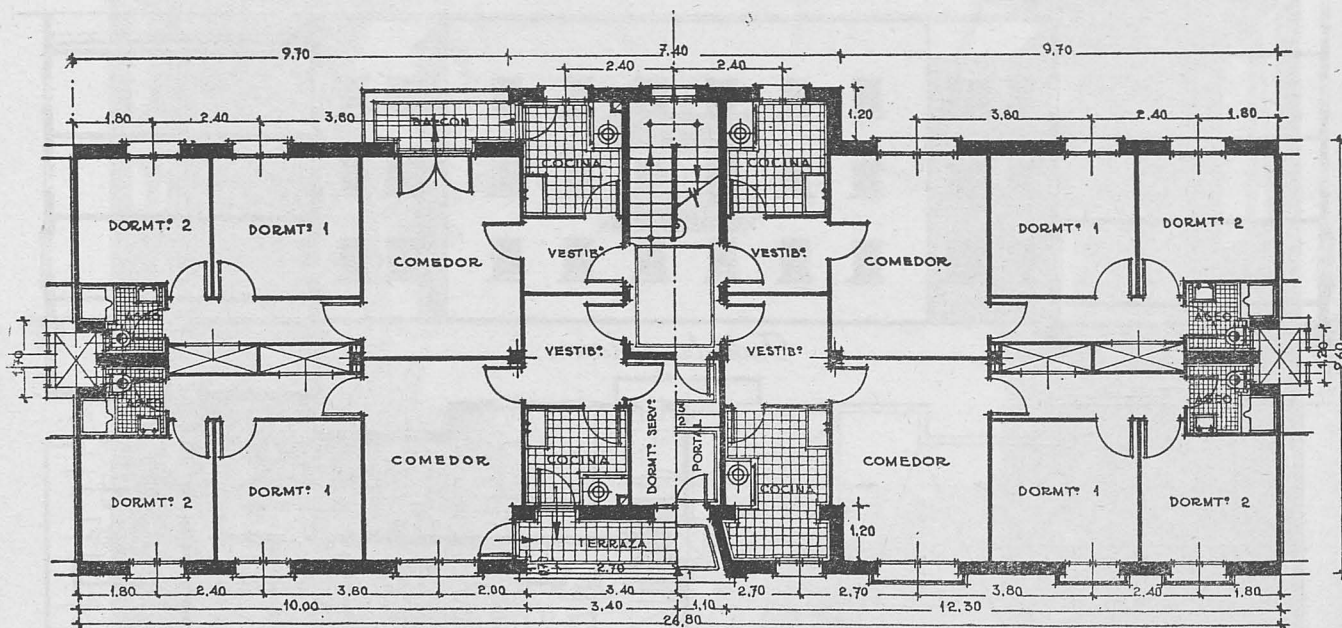 9,70 7,40 9,70
2.40 2.40
1.80 2.40 3.80 1,20 3.80 2.40 1.80
BALCON
COCINA COCINA
DORMTº 2 DORMTº 1 COMEDOR VESTIBº VESTIBº COMEDOR DORMTº 1 DORMTº 2
ASEO ASEO
1.70 VESTIBº VESTIBº 1,20 9,60
ASEO ASEO
3
2
DORMTº SERVº PORTAL
COMEDOR COCINA COCINA COMEDOR
DORMTº 2 DORMTº 1 DORMTº 1 DORMTº 2
TERRAZA 1,20
2.70
1
1.80 2.40 3.80 2.00 3.40 2.70 2.70 3.80 2.40 1.80
10,00 3,40 1,10 12,30
26,80